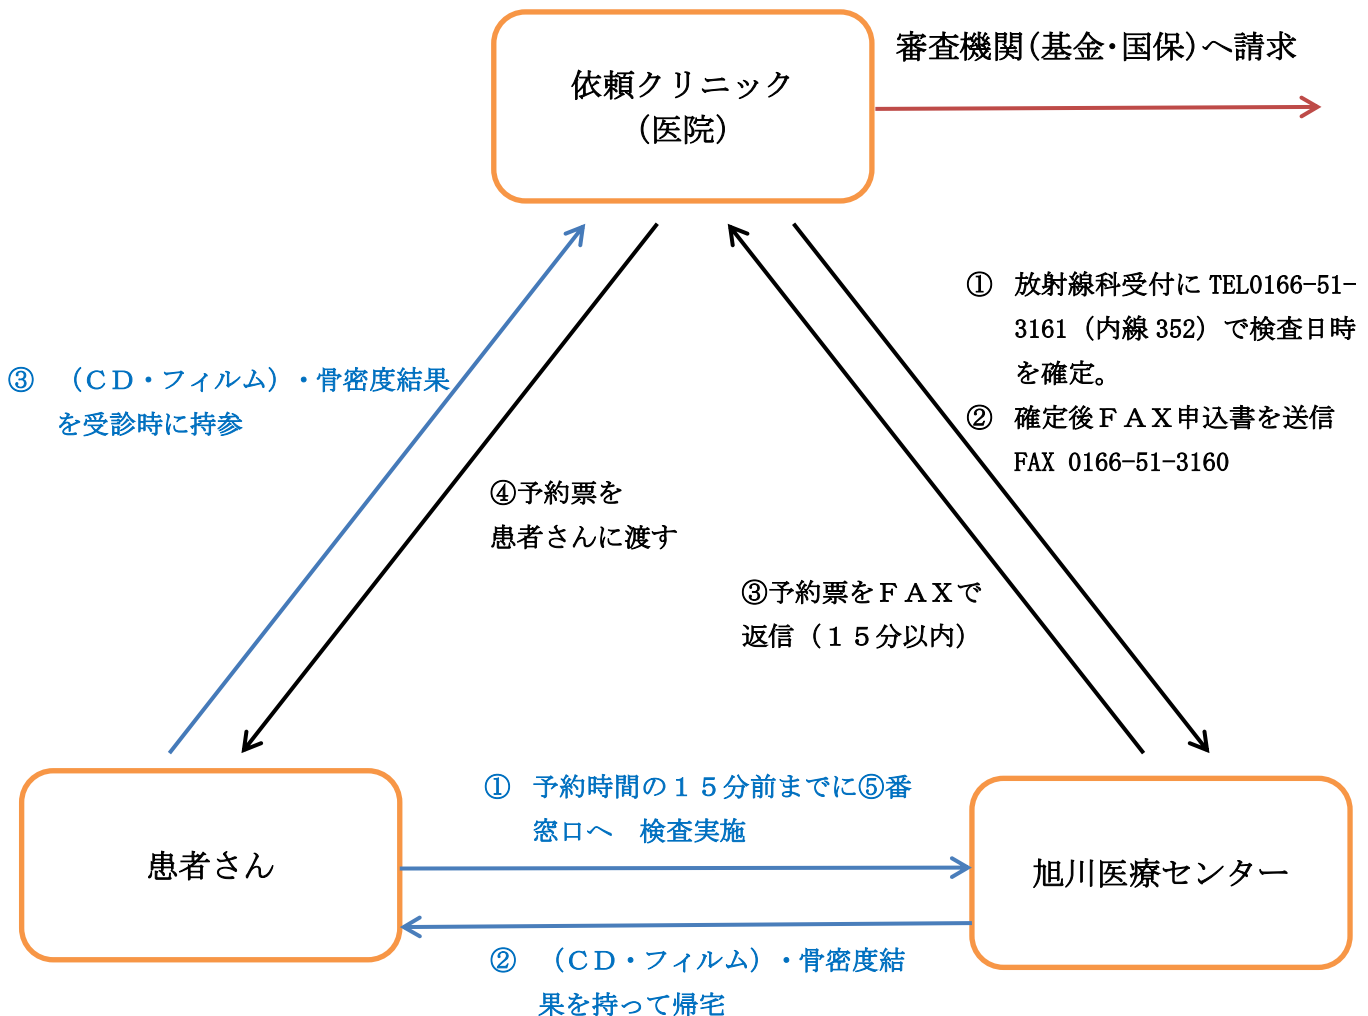 審査機関(基金・国保)へ請求
依頼クリニック
(医院)
① 放射線科受付に TEL0166-51-
3161（内線 352）で検査日時
を確定。
② 確定後ＦＡＸ申込書を送信
FAX 0166-51-3160
③ （ＣＤ・フィルム）・骨密度結果
を受診時に持参
④予約票を
患者さんに渡す
③予約票をＦＡＸで
返信（１５分以内）
① 予約時間の１５分前までに⑤番
窓口へ　検査実施
患者さん
旭川医療センター
② （ＣＤ・フィルム）・骨密度結
果を持って帰宅